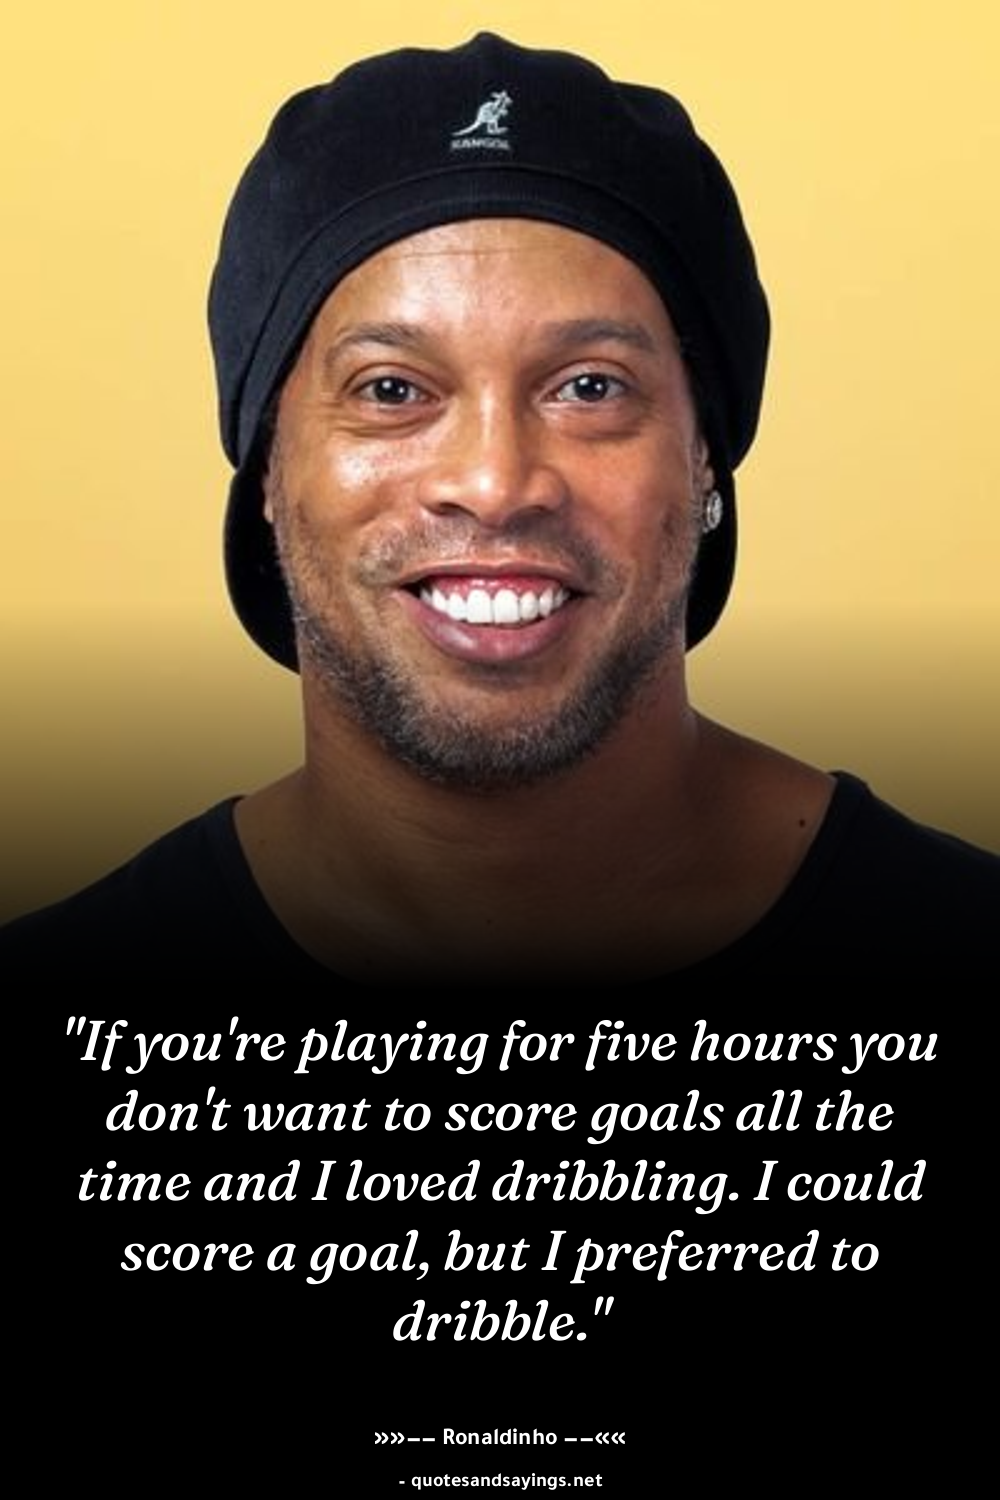 KANGOL
"If you're playing for five hours you
don't want to score goals all the
time and I loved dribbling. I could
score a goal, but I preferred to
dribble."
»»—— Ronaldinho ——««
- quotesandsayings.net